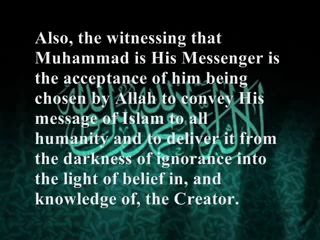 Also, the witnessing that
Muhammad is His Messenger is
the acceptance of him being
chosen by Allah to convey His
message of Islam to all
humanity and to deliver it from
the darkness of ignorance into
the light of belief in, and
knowledge of, the Creator.